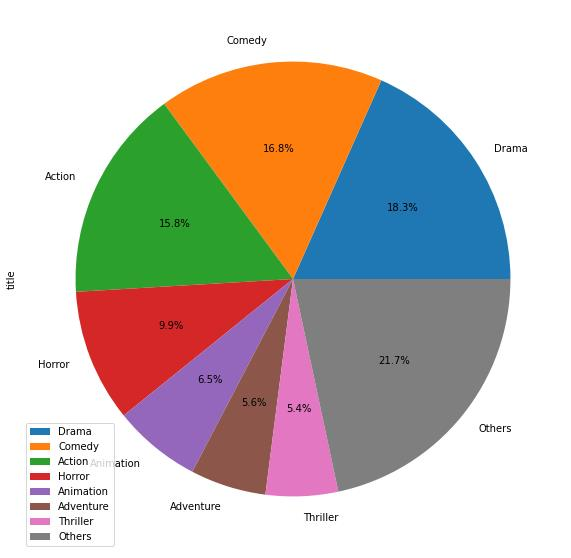 Comedy
Drama
16.8%
Action
18.3%
15.8%
title
9.9%
21.7%
Horror
6.5%
5.6%
5.4%
Others
Animation
Adventure
Thriller
Drama
Comedy
Action
Horror
Animation
Adventure
Thriller
Others